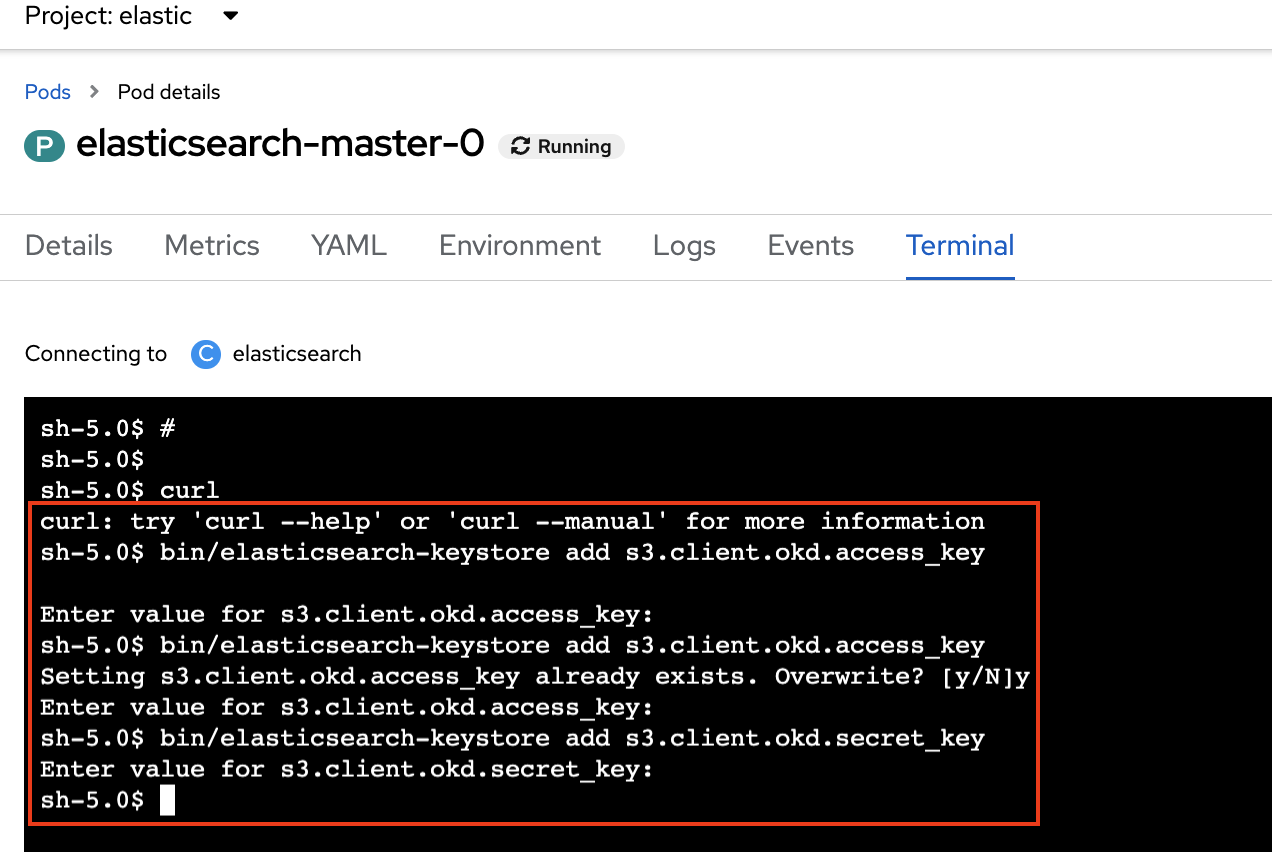 Project: elastic
Pods > Pod details
P elasticsearch-master-0 Running
Details Metrics YAML Environment Logs Events Terminal
Connecting to C elasticsearch
sh-5.0$ #
sh-5.0$
sh-5.0$ curl
curl: try 'curl --help' or 'curl --manual' for more information
sh-5.0$ bin/elasticsearch-keystore add s3.client.okd.access_key
Enter value for s3.client.okd.access_key:
sh-5.0$ bin/elasticsearch-keystore add s3.client.okd.access_key
Setting s3.client.okd.access_key already exists. Overwrite? [y/N]y
Enter value for s3.client.okd.access_key:
sh-5.0$ bin/elasticsearch-keystore add s3.client.okd.secret_key
Enter value for s3.client.okd.secret_key:
sh-5.0$